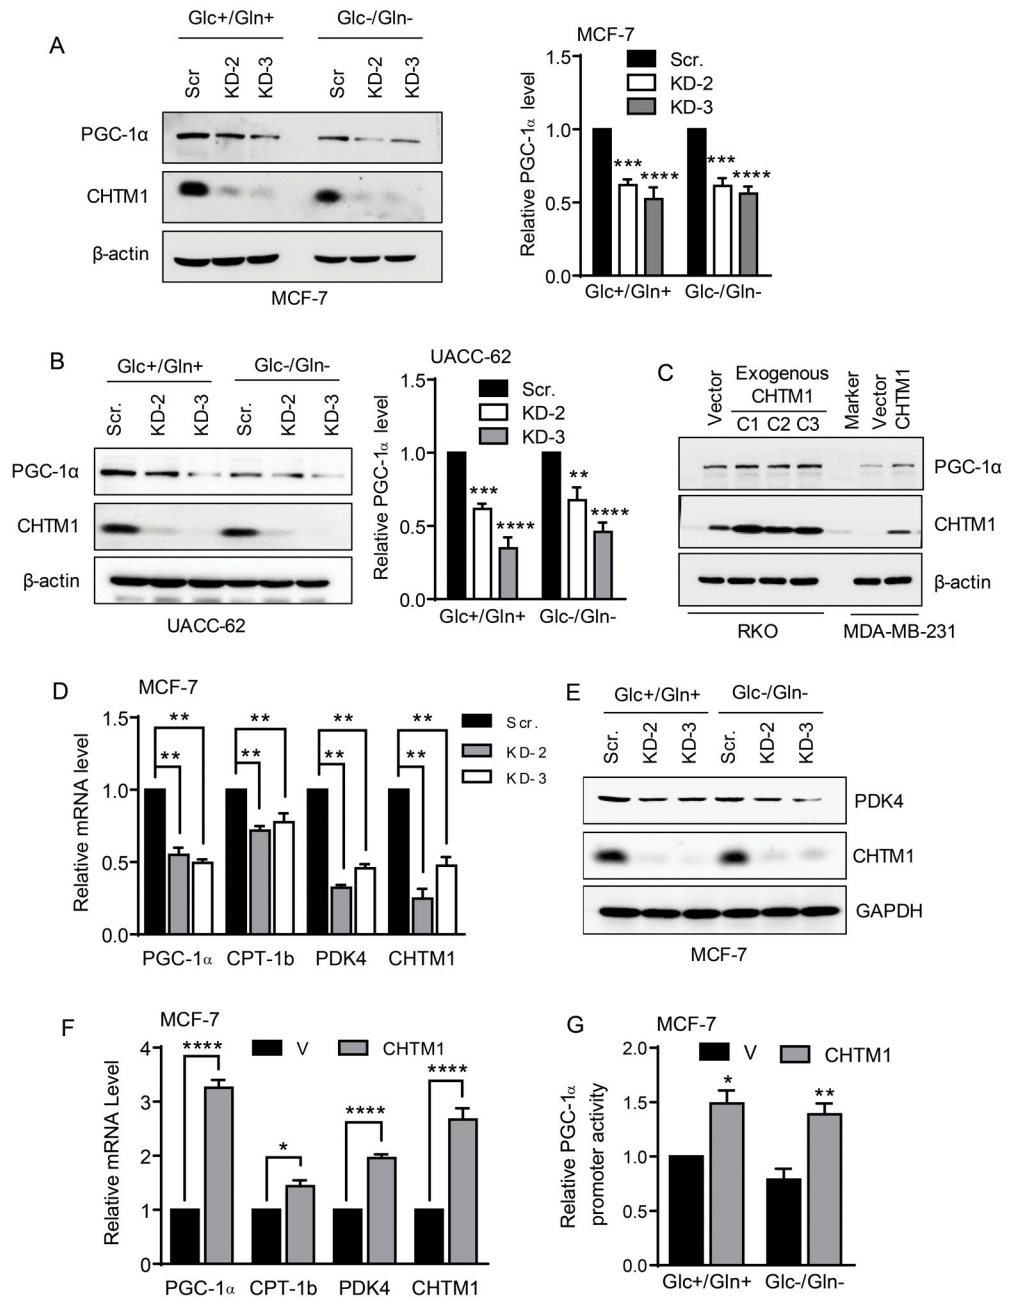 A
Glc+/Gln+
Glc-/Gln-
Scr
KD-2
KD-3
Scr
KD-2
KD-3
PGC-1α
CHTM1
β-actin
MCF-7
MCF-7
Scr.
KD-2
KD-3
Relative PGC-1α level
1.5
1.0
0.5
0.0
***
****
***
****
Glc+/Gln+
Glc-/Gln-
B
Glc+/Gln+
Glc-/Gln-
Scr.
KD-2
KD-3
Scr.
KD-2
KD-3
PGC-1α
CHTM1
β-actin
UACC-62
UACC-62
Scr.
KD-2
KD-3
Relative PGC-1α level
1.5
1.0
0.5
0.0
***
****
**
****
Glc+/Gln+
Glc-/Gln-
C
Vector
Exogenous
CHTM1
C1
C2
C3
Marker
Vector
CHTM1
PGC-1α
CHTM1
β-actin
RKO
MDA-MB-231
D
MCF-7
Scr.
KD-2
KD-3
Relative mRNA level
1.5
1.0
0.5
0.0
**
**
**
**
**
**
**
**
PGC-1α
CPT-1b
PDK4
CHTM1
E
Glc+/Gln+
Glc-/Gln-
Scr.
KD-2
KD-3
Scr.
KD-2
KD-3
PDK4
CHTM1
GAPDH
MCF-7
F
MCF-7
V
CHTM1
Relative mRNA Level
4
3
2
1
0
****
*
****
****
PGC-1α
CPT-1b
PDK4
CHTM1
G
MCF-7
V
CHTM1
Relative PGC-1α
promoter activity
2.0
1.5
1.0
0.5
0.0
*
**
Glc+/Gln+
Glc-/Gln-